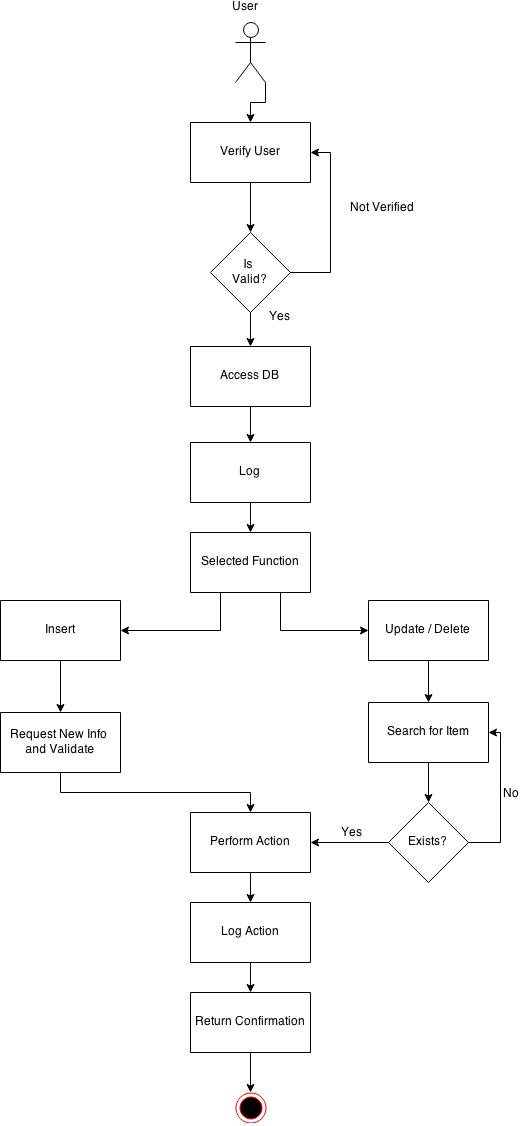 User
Verify User
Not Verified
Is
Valid?
Yes
Access DB
Log
Selected Function
Insert
Update / Delete
Request New Info
and Validate
Search for Item
No
Perform Action
Yes
Exists?
Log Action
Return Confirmation